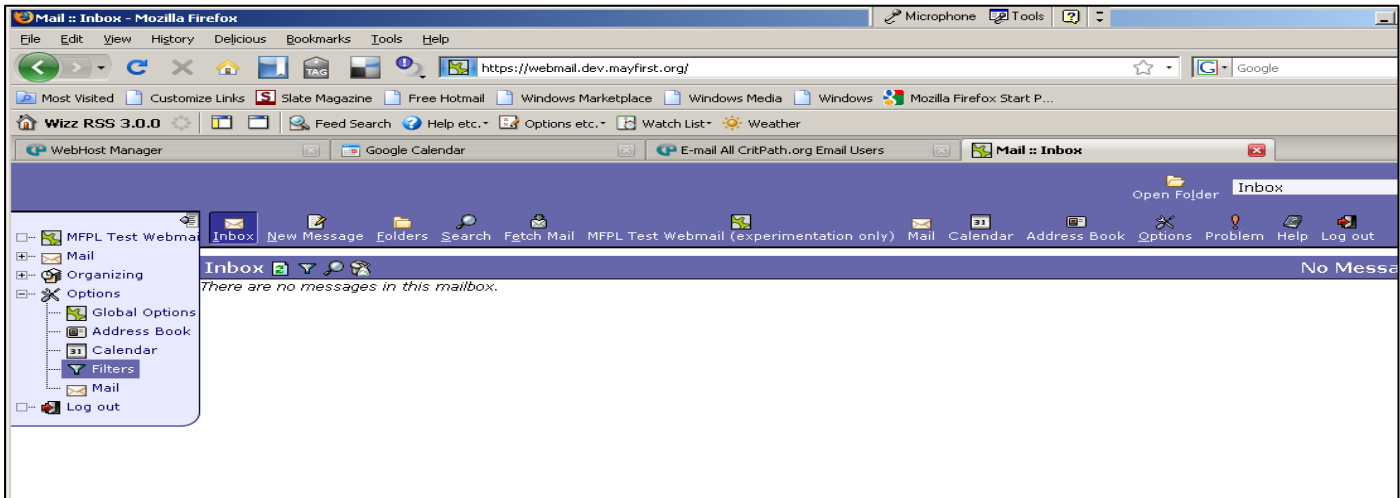 Mail :: Inbox - Mozilla Firefox
Microphone Tools
File Edit View History Delicious Bookmarks Tools Help
TAG https://webmail.dev.mayfirst.org/ G Google
Most Visited Customize Links S Slate Magazine Free Hotmail Windows Marketplace Windows Media Windows Mozilla Firefox Start P...
Wizz RSS 3.0.0 Feed Search Help etc. Options etc. Watch List Weather
WebHost Manager Google Calendar E-mail All CritPath.org Email Users Mail :: Inbox
Open Folder Inbox
Inbox New Message Folders Search Fetch Mail MFPL Test Webmail (experimentation only) Mail Calendar Address Book Options Problem Help Log out
MFPL Test Webmai
Mail
Organizing
Options
Global Options
Address Book
31 Calendar
Filters
Mail
Log out
Inbox No Messa
There are no messages in this mailbox.